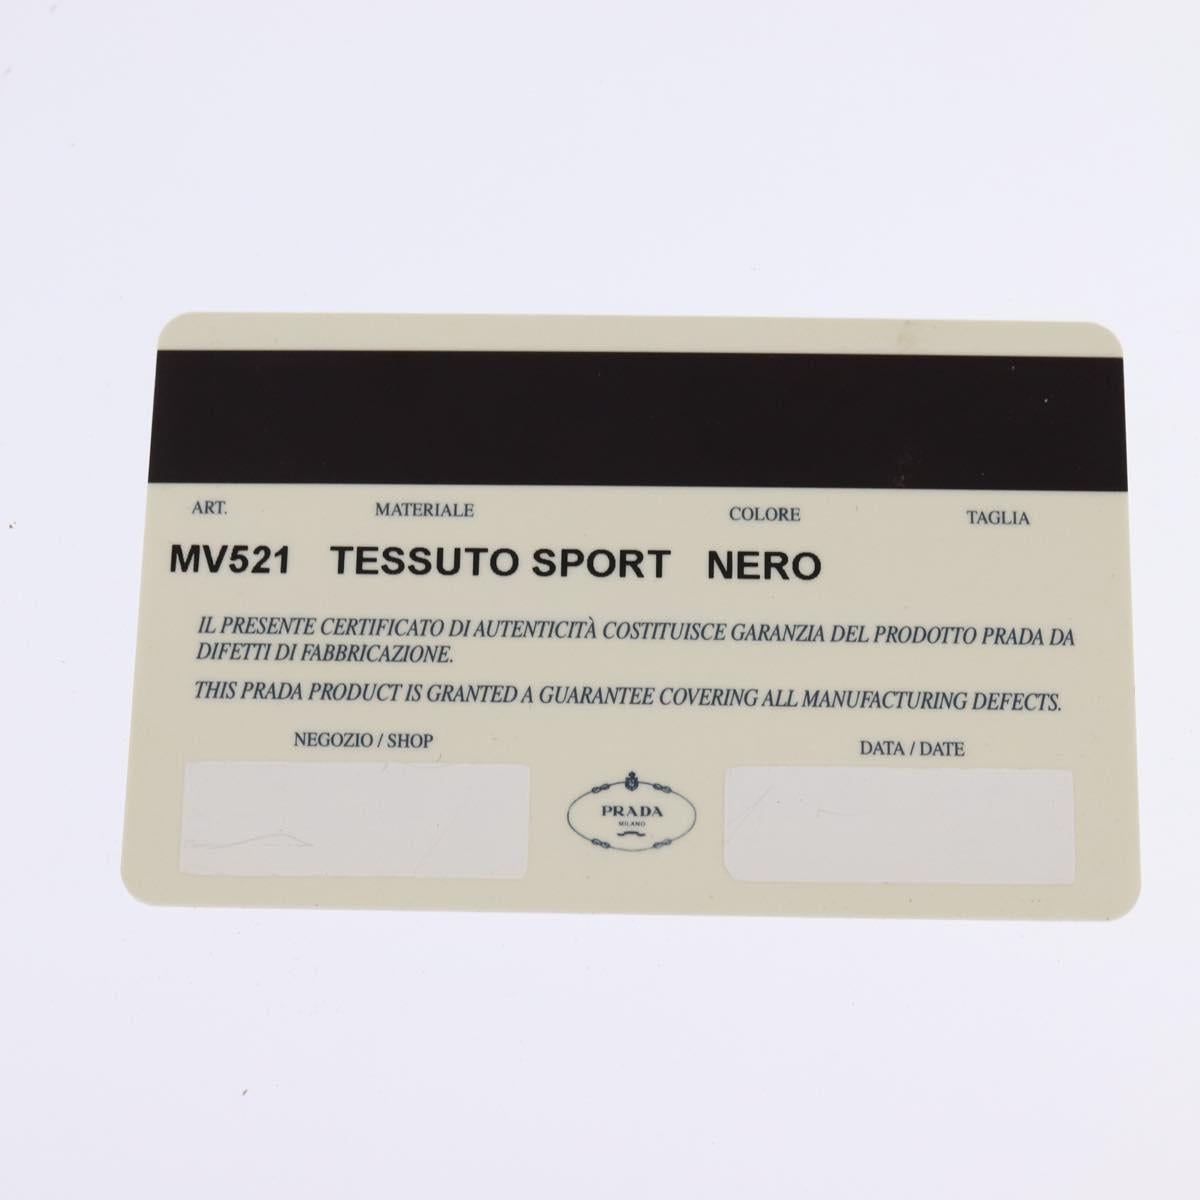 ART. MATERIALE COLORE TAGLIA
MV521 TESSUTO SPORT NERO
IL PRESENTE CERTIFICATO DI AUTENTICITÀ COSTITUISCE GARANZIA DEL PRODOTTO PRADA DA
DIFETTI DI FABBRICAZIONE.
THIS PRADA PRODUCT IS GRANTED A GUARANTEE COVERING ALL MANUFACTURING DEFECTS.
NEGOZIO / SHOP DATA / DATE
PRADA
MILANO